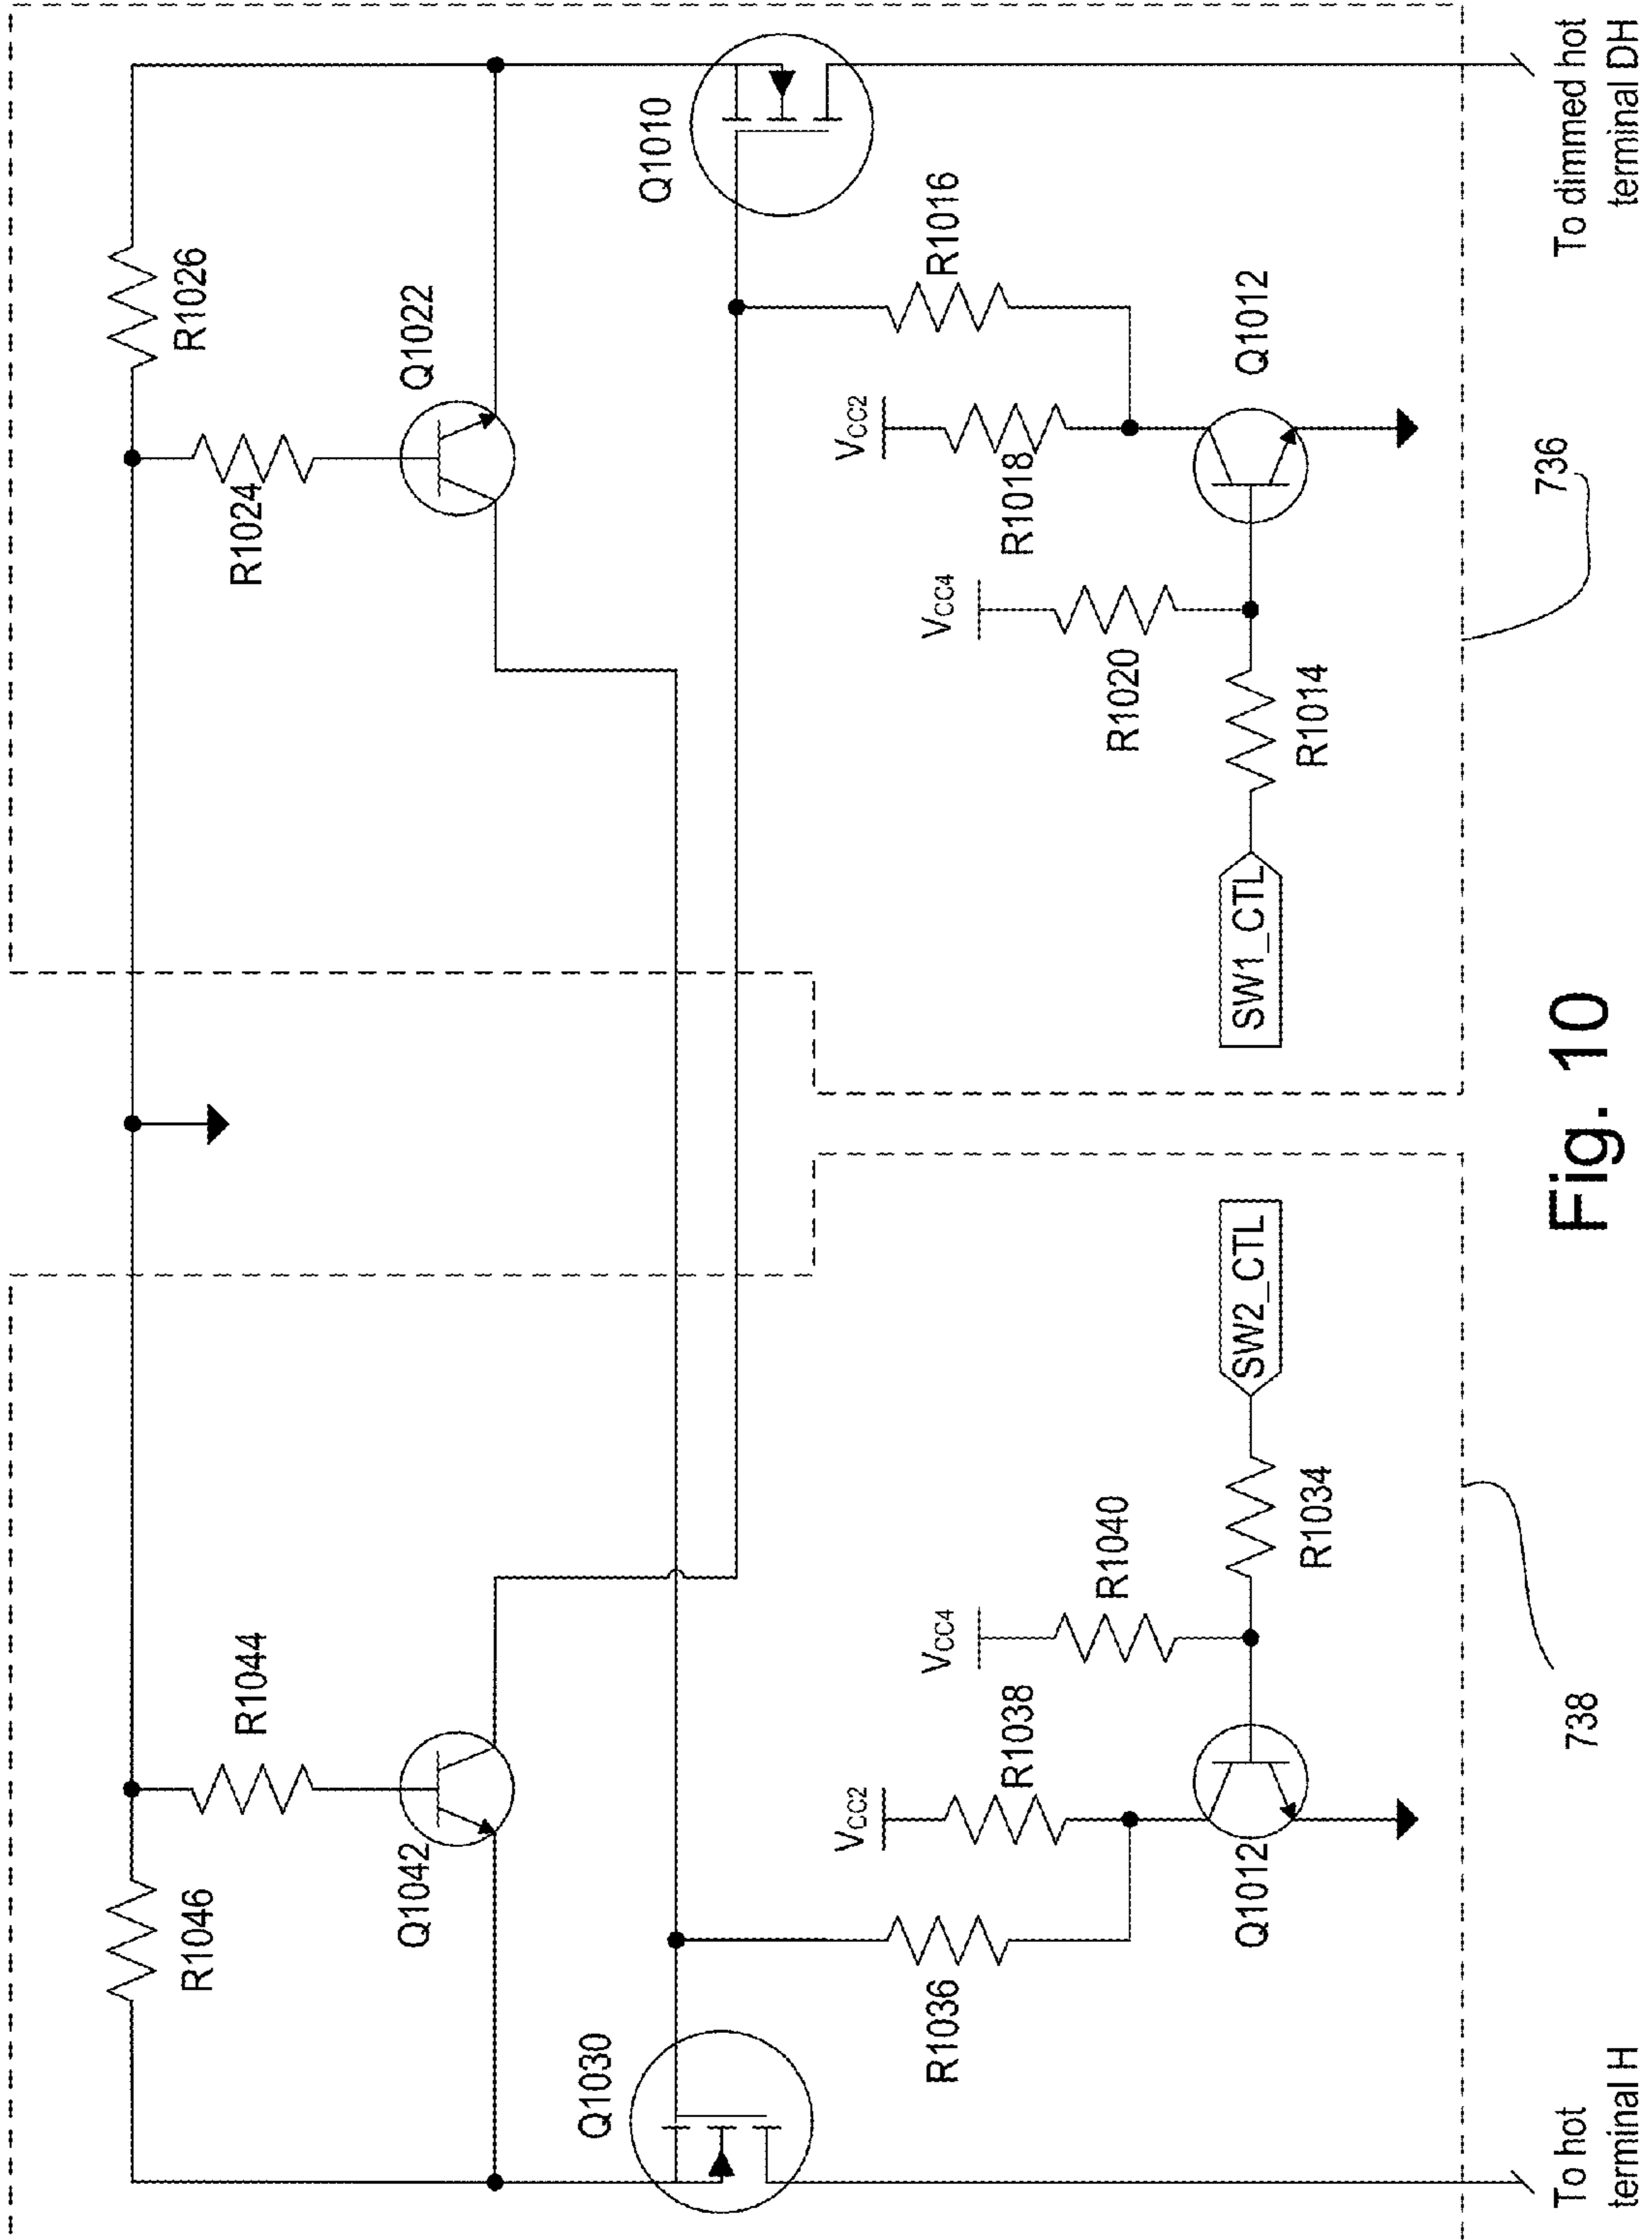 R1046
R1026
R1044
R1024
Q1042
Q1022
Q1030
Q1010
R1036
VCC2
R1038
VCC4
R1040
Q1012
R1034
SW2_CTL
VCC4
R1020
VCC2
R1018
R1016
SW1_CTL
R1014
Q1012
738
736
To hot
terminal H
To dimmed hot
terminal DH
Fig. 10